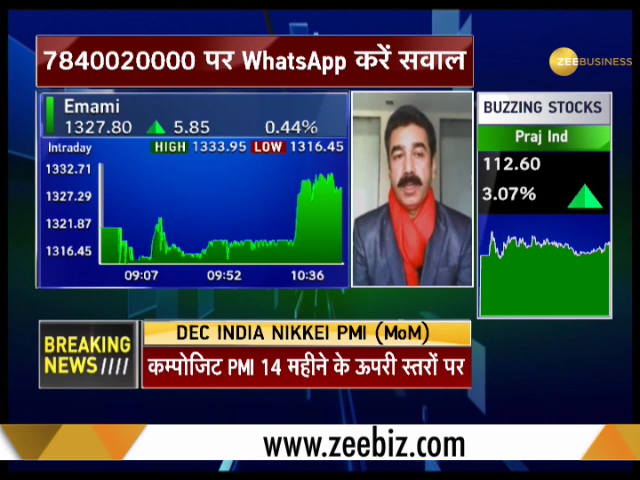 7840020000 पर WhatsApp करें सवाल
ZEEBUSINESS
Emami
1327.80 5.85 0.44%
Intraday HIGH 1333.95 LOW 1316.45
1332.71
1327.29
1321.87
1316.45
09:07 09:52 10:36
BUZZING STOCKS
Praj Ind
112.60
3.07%
BREAKING
NEWS ////
DEC INDIA NIKKEI PMI (MoM)
कम्पोजिट PMI 14 महीने के ऊपरी स्तरों पर
www.zeebiz.com